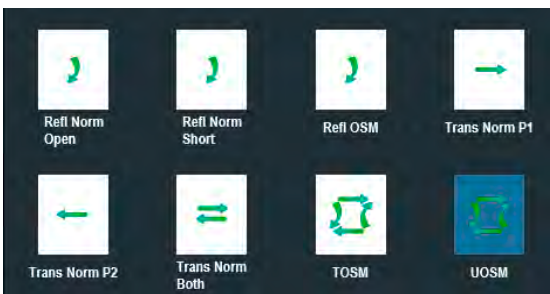 Refl Norm
Open
Refl Norm
Short
Refl OSM
Trans Norm P1
Trans Norm P2
Trans Norm
Both
TOSM
UOSM